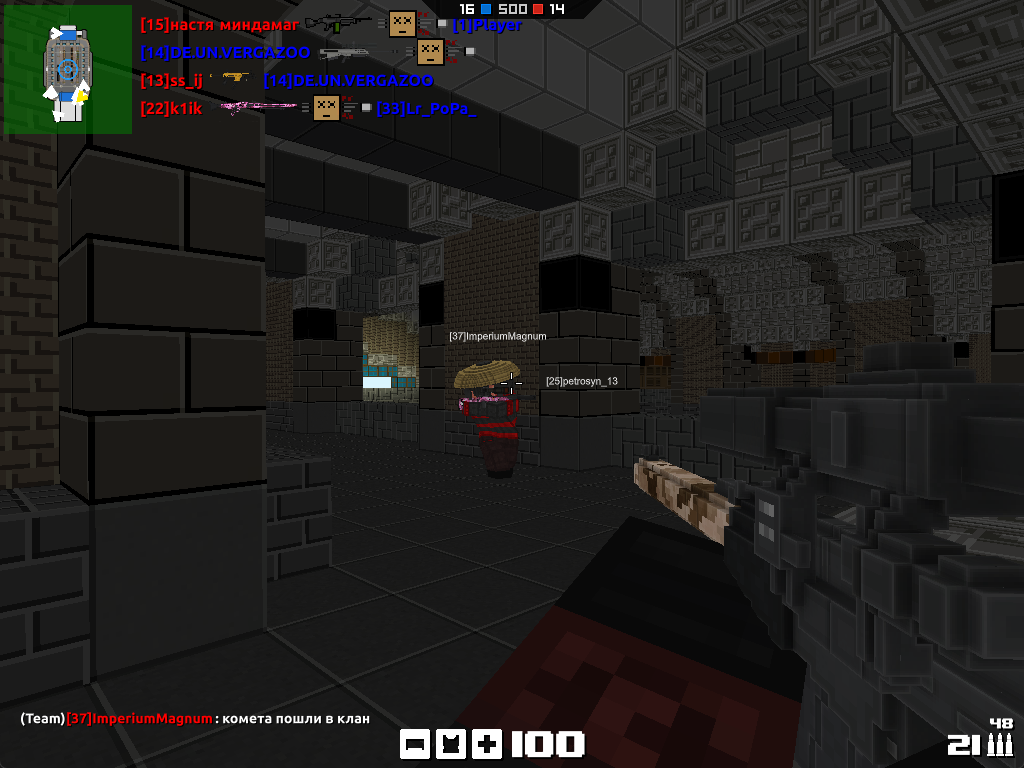 16 500 14
[15]настя миндамаг [1]Player
[14]DE.UN.VERGAZOO
[13]ss_ij [14]DE.UN.VERGAZOO
[22]k1ik [33]Lr_PoPa_
[37]ImperiumMagnum
[25]petrosyn_13
(Team)[37]ImperiumMagnum : комета пошли в клан
100
48
21